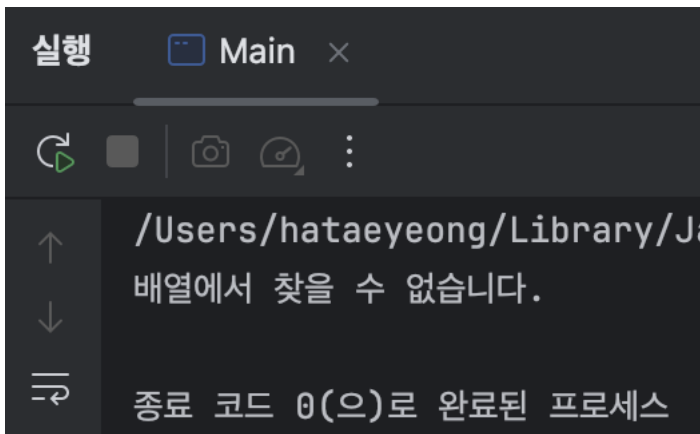 실행 Main
/Users/hataeyeong/Library/
배열에서 찾을 수 없습니다.
종료 코드 0(으)로 완료된 프로세스